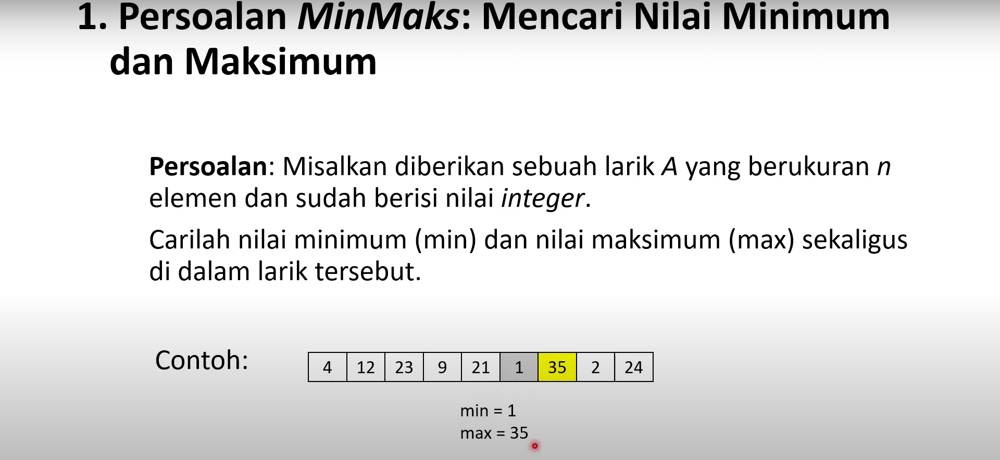 1. Persoalan MinMaks: Mencari Nilai Minimum
dan Maksimum
Persoalan: Misalkan diberikan sebuah larik A yang berukuran n
elemen dan sudah berisi nilai integer.
Carilah nilai minimum (min) dan nilai maksimum (max) sekaligus
di dalam larik tersebut.
Contoh: 4 12 23 9 21 1 35 2 24
min = 1
max = 35